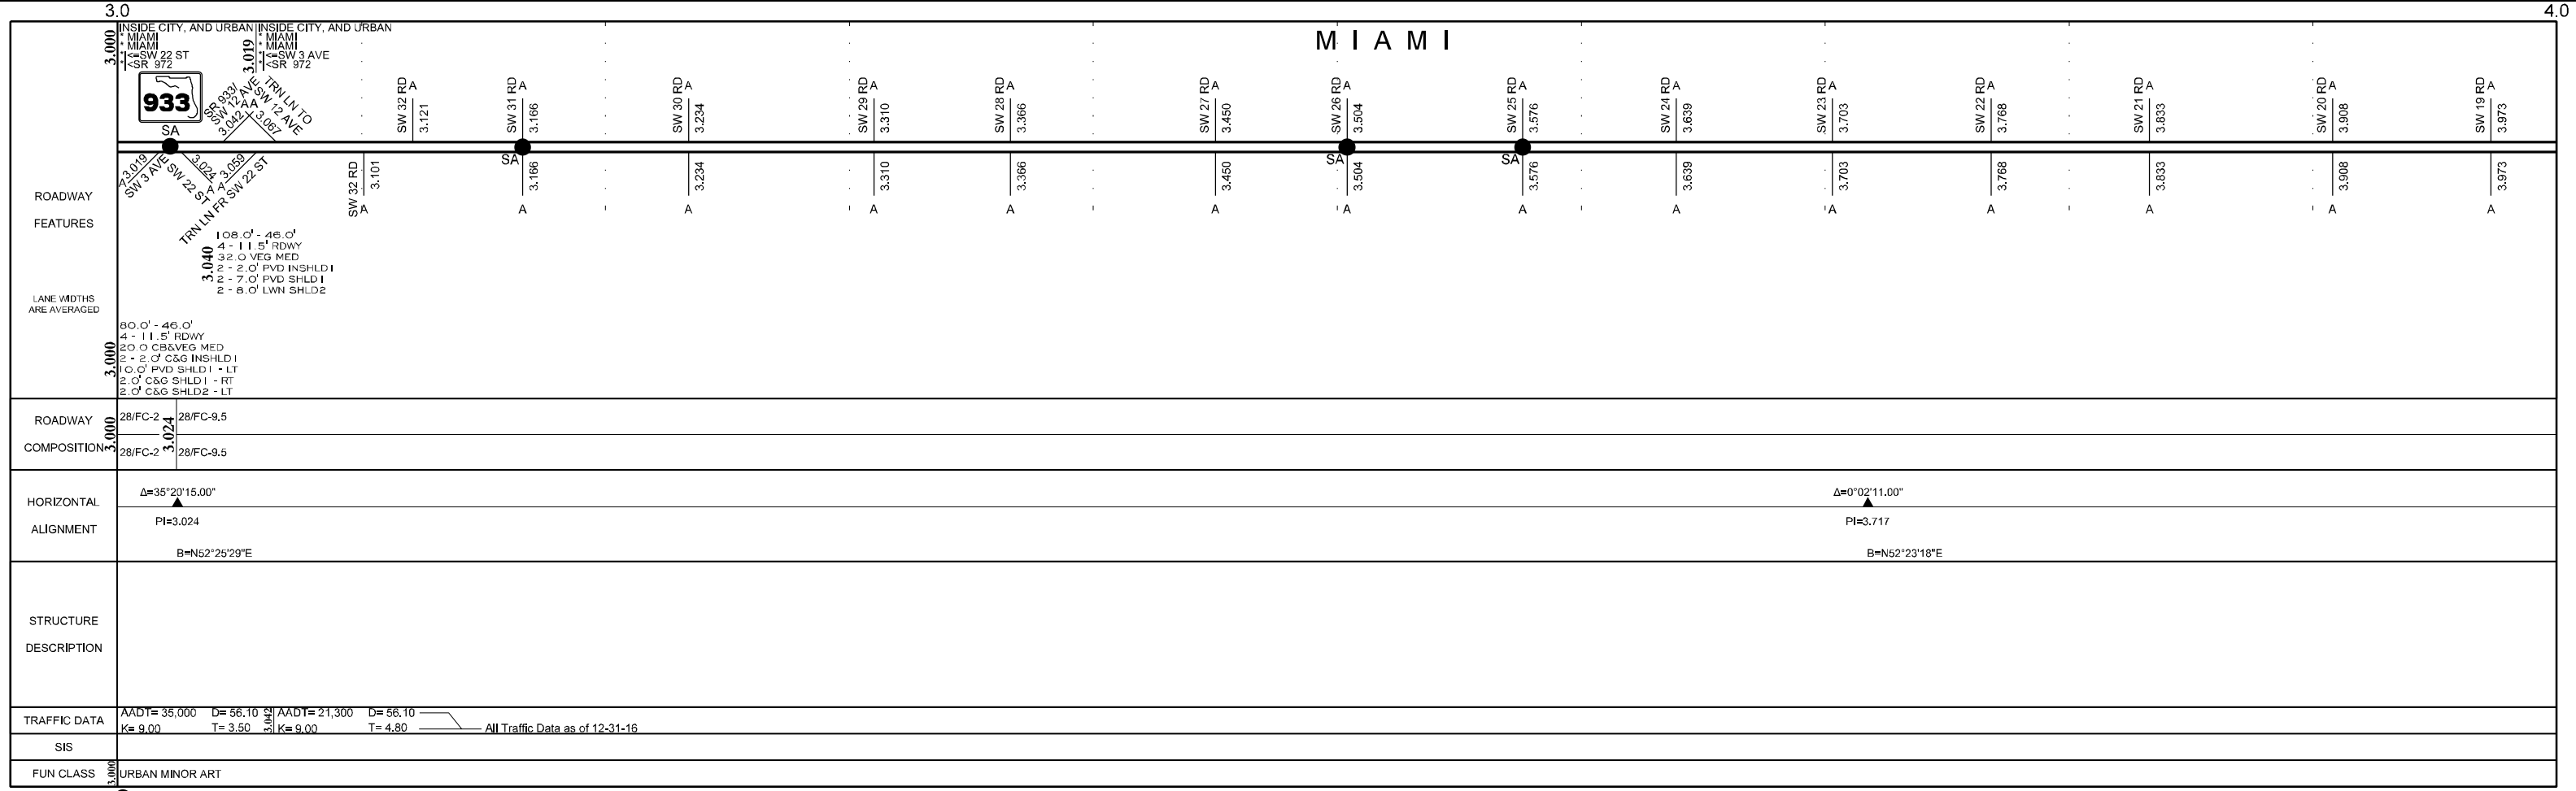 3.0
4.0
INSIDE CITY, AND URBAN
* MIAMI
* MIAMI
*|<=SW 22 ST
*|<SR 972
3.000
INSIDE CITY, AND URBAN
* MIAMI
* MIAMI
*|<=SW 3 AVE
*|<SR 972
3.019
MIAMI
933
SA
SR 933/
SW 12 AVE
3.042
A
A
TRN LN TO
SW 12 AVE
3.067
SW 32 RD
A
3.121
SW 31 RD
A
3.166
SW 30 RD
A
3.234
SW 29 RD
A
3.310
SW 28 RD
A
3.366
SW 27 RD
A
3.450
SW 26 RD
A
3.504
SW 25 RD
A
3.576
SW 24 RD
A
3.639
SW 23 RD
A
3.703
SW 22 RD
A
3.768
SW 21 RD
A
3.833
SW 20 RD
A
3.908
SW 19 RD
A
3.973
SA
SA
SA
A
3.019
SW 3 AVE
3.024
SW 22 ST
A
A
3.059
TRN LN FR SW 22 ST
SW 32 RD
3.101
A
3.166
A
3.234
A
3.310
A
3.366
A
3.450
A
3.504
A
3.576
A
3.639
A
3.703
A
3.768
A
3.833
A
3.908
A
3.973
A
ROADWAY
FEATURES
LANE WIDTHS
ARE AVERAGED
3.040
108.0' - 46.0'
4 - 11.5' RDWY
32.0 VEG MED
2 - 2.0' PVD INSHLD1
2 - 7.0' PVD SHLD1
2 - 8.0' LWN SHLD2
3.000
80.0' - 46.0'
4 - 11.5' RDWY
20.0 CB&VEG MED
2 - 2.0' C&G INSHLD1
10.0' PVD SHLD1 - LT
2.0' C&G SHLD1 - RT
2.0' C&G SHLD2 - LT
ROADWAY
COMPOSITION
3.000
28/FC-2
3.024
28/FC-9.5
28/FC-2
28/FC-9.5
HORIZONTAL
ALIGNMENT
Δ=35°20'15.00"
PI=3.024
B=N52°25'29"E
Δ=0°02'11.00"
PI=3.717
B=N52°23'18"E
STRUCTURE
DESCRIPTION
TRAFFIC DATA
AADT= 35,000 D= 56.10
K= 9.00 T= 3.50
3.042
AADT= 21,300 D= 56.10
K= 9.00 T= 4.80
All Traffic Data as of 12-31-16
SIS
FUN CLASS
3.000
URBAN MINOR ART